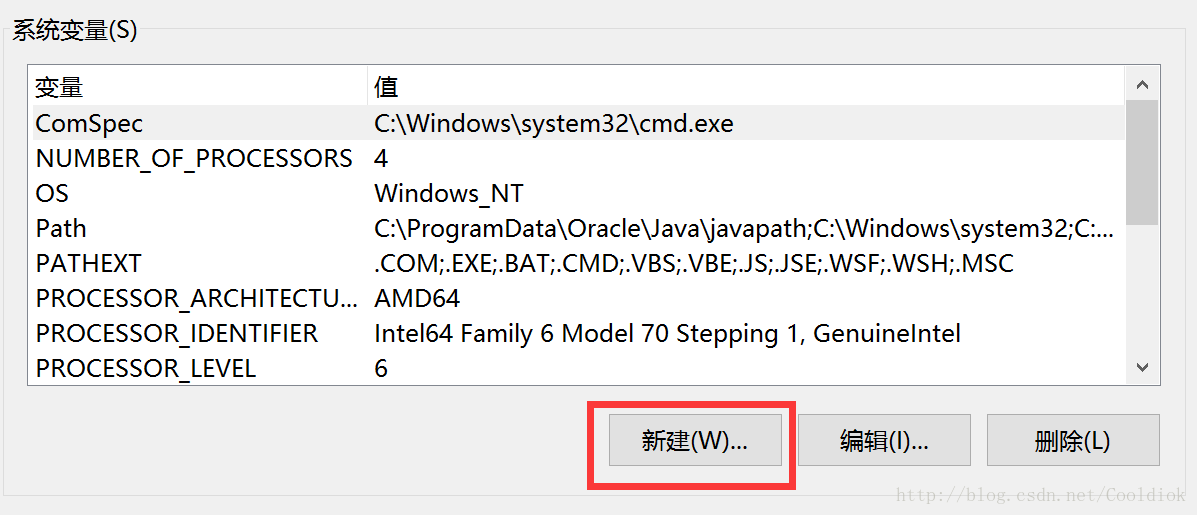 系统变量(S)
变量 值
ComSpec C:\Windows\system32\cmd.exe
NUMBER_OF_PROCESSORS 4
OS Windows_NT
Path C:\ProgramData\Oracle\Java\javapath;C:\Windows\system32;C:...
PATHEXT .COM;.EXE;.BAT;.CMD;.VBS;.VBE;.JS;.JSE;.WSF;.WSH;.MSC
PROCESSOR_ARCHITECTU... AMD64
PROCESSOR_IDENTIFIER Intel64 Family 6 Model 70 Stepping 1, GenuineIntel
PROCESSOR_LEVEL 6
新建(W)... 编辑(I)... 删除(L)
http://blog.csdn.net/Cooldiok